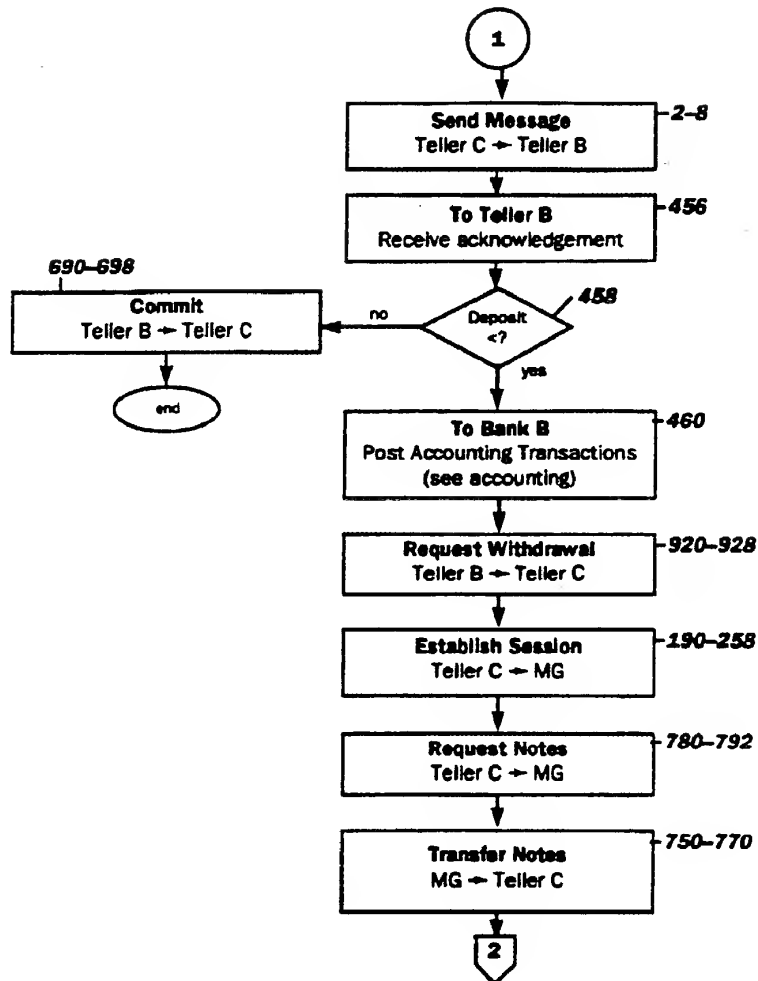 1
Send Message
Teller C → Teller B
2–8
To Teller B
Receive acknowledgement
456
Deposit
<?
458
no
690–698
Commit
Teller B → Teller C
end
yes
To Bank B
Post Accounting Transactions
(see accounting)
460
Request Withdrawal
Teller B → Teller C
920–928
Establish Session
Teller C → MG
190–258
Request Notes
Teller C → MG
780–792
Transfer Notes
MG → Teller C
750–770
2